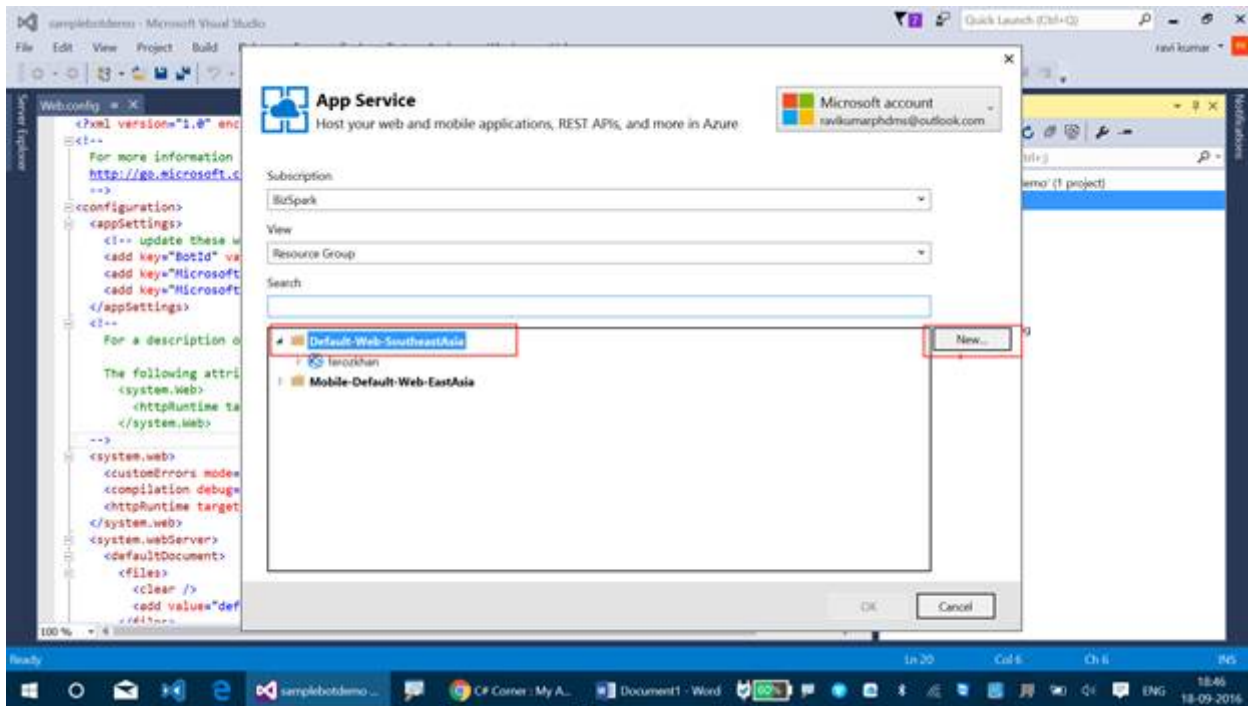 samplebotdemo - Microsoft Visual Studio
Quick Launch (Ctrl+Q)
File Edit View Project Build
ravi kumar
Server Explorer
Notifications
Web.config
<?xml version="1.0" enc
<!--
For more information
http://go.microsoft.c
-->
<configuration>
<appSettings>
<!-- update these w
<add key="BotId" va
<add key="Microsoft
<add key="Microsoft
</appSettings>
<!--
For a description o
The following attri
<system.Web>
<httpRuntime ta
</system.Web>
-->
<system.web>
<customErrors mode=
<compilation debug=
<httpRuntime target
</system.web>
<system.webServer>
<defaultDocument>
<files>
<clear />
<add value="def
</files>
100 %
App Service
Host your web and mobile applications, REST APIs, and more in Azure
Microsoft account
ravikumarphdms@outlook.com
Subscription
BizSpark
View
Resource Group
Search
Default-Web-SoutheastAsia
ferozkhan
Mobile-Default-Web-EastAsia
New...
OK
Cancel
emo' (1 project)
Ready
Ln 20 Col 6 Ch 6 INS
samplebotdemo ...
C# Corner : My A...
Document1 - Word
60%
ENG
18:46
18-09-2016